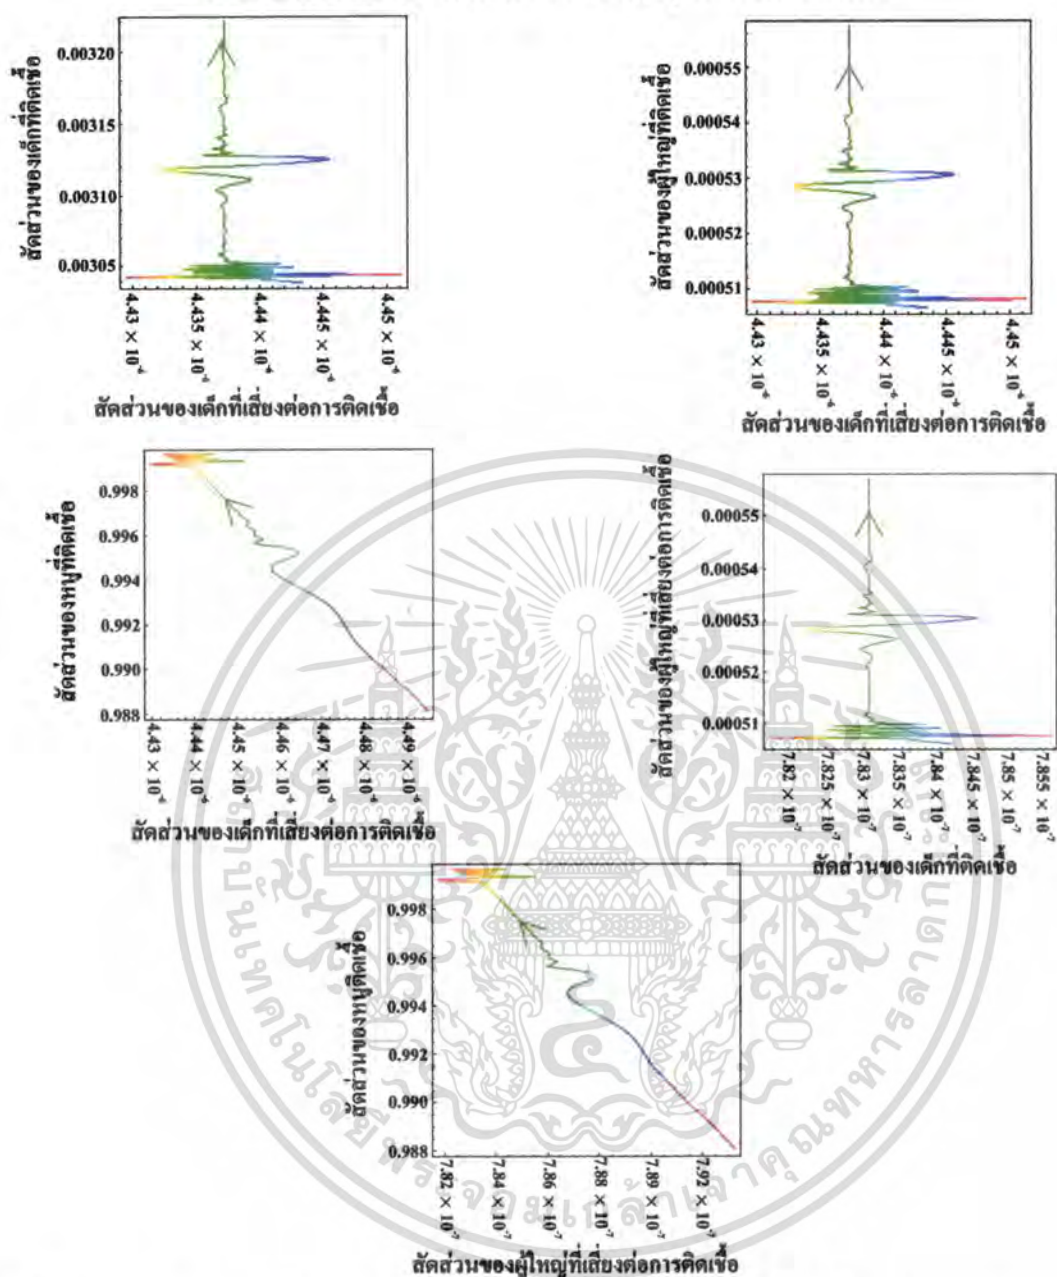 สัดส่วนของเด็กที่ติดเชื้อ
0.00320
0.00315
0.00310
0.00305
4.43 × 10⁻⁶
4.435 × 10⁻⁶
4.44 × 10⁻⁶
4.445 × 10⁻⁶
4.45 × 10⁻⁶
สัดส่วนของเด็กที่เสี่ยงต่อการติดเชื้อ
สัดส่วนของผู้ใหญ่ที่ติดเชื้อ
0.00055
0.00054
0.00053
0.00052
0.00051
4.43 × 10⁻⁶
4.435 × 10⁻⁶
4.44 × 10⁻⁶
4.445 × 10⁻⁶
4.45 × 10⁻⁶
สัดส่วนของเด็กที่เสี่ยงต่อการติดเชื้อ
สัดส่วนของหนูที่ติดเชื้อ
0.998
0.996
0.994
0.992
0.990
0.988
4.43 × 10⁻⁶
4.44 × 10⁻⁶
4.45 × 10⁻⁶
4.46 × 10⁻⁶
4.47 × 10⁻⁶
4.48 × 10⁻⁶
4.49 × 10⁻⁶
สัดส่วนของเด็กที่เสี่ยงต่อการติดเชื้อ
สัดส่วนของผู้ใหญ่ที่เสี่ยงต่อการติดเชื้อ
0.00055
0.00054
0.00053
0.00052
0.00051
7.82 × 10⁻⁷
7.825 × 10⁻⁷
7.83 × 10⁻⁷
7.835 × 10⁻⁷
7.84 × 10⁻⁷
7.845 × 10⁻⁷
7.85 × 10⁻⁷
7.855 × 10⁻⁷
สัดส่วนของเด็กที่ติดเชื้อ
สัดส่วนของหนูที่ติดเชื้อ
0.998
0.996
0.994
0.992
0.990
0.988
7.82 × 10⁻⁷
7.84 × 10⁻⁷
7.86 × 10⁻⁷
7.88 × 10⁻⁷
7.89 × 10⁻⁷
7.92 × 10⁻⁷
สัดส่วนของผู้ใหญ่ที่เสี่ยงต่อการติดเชื้อ